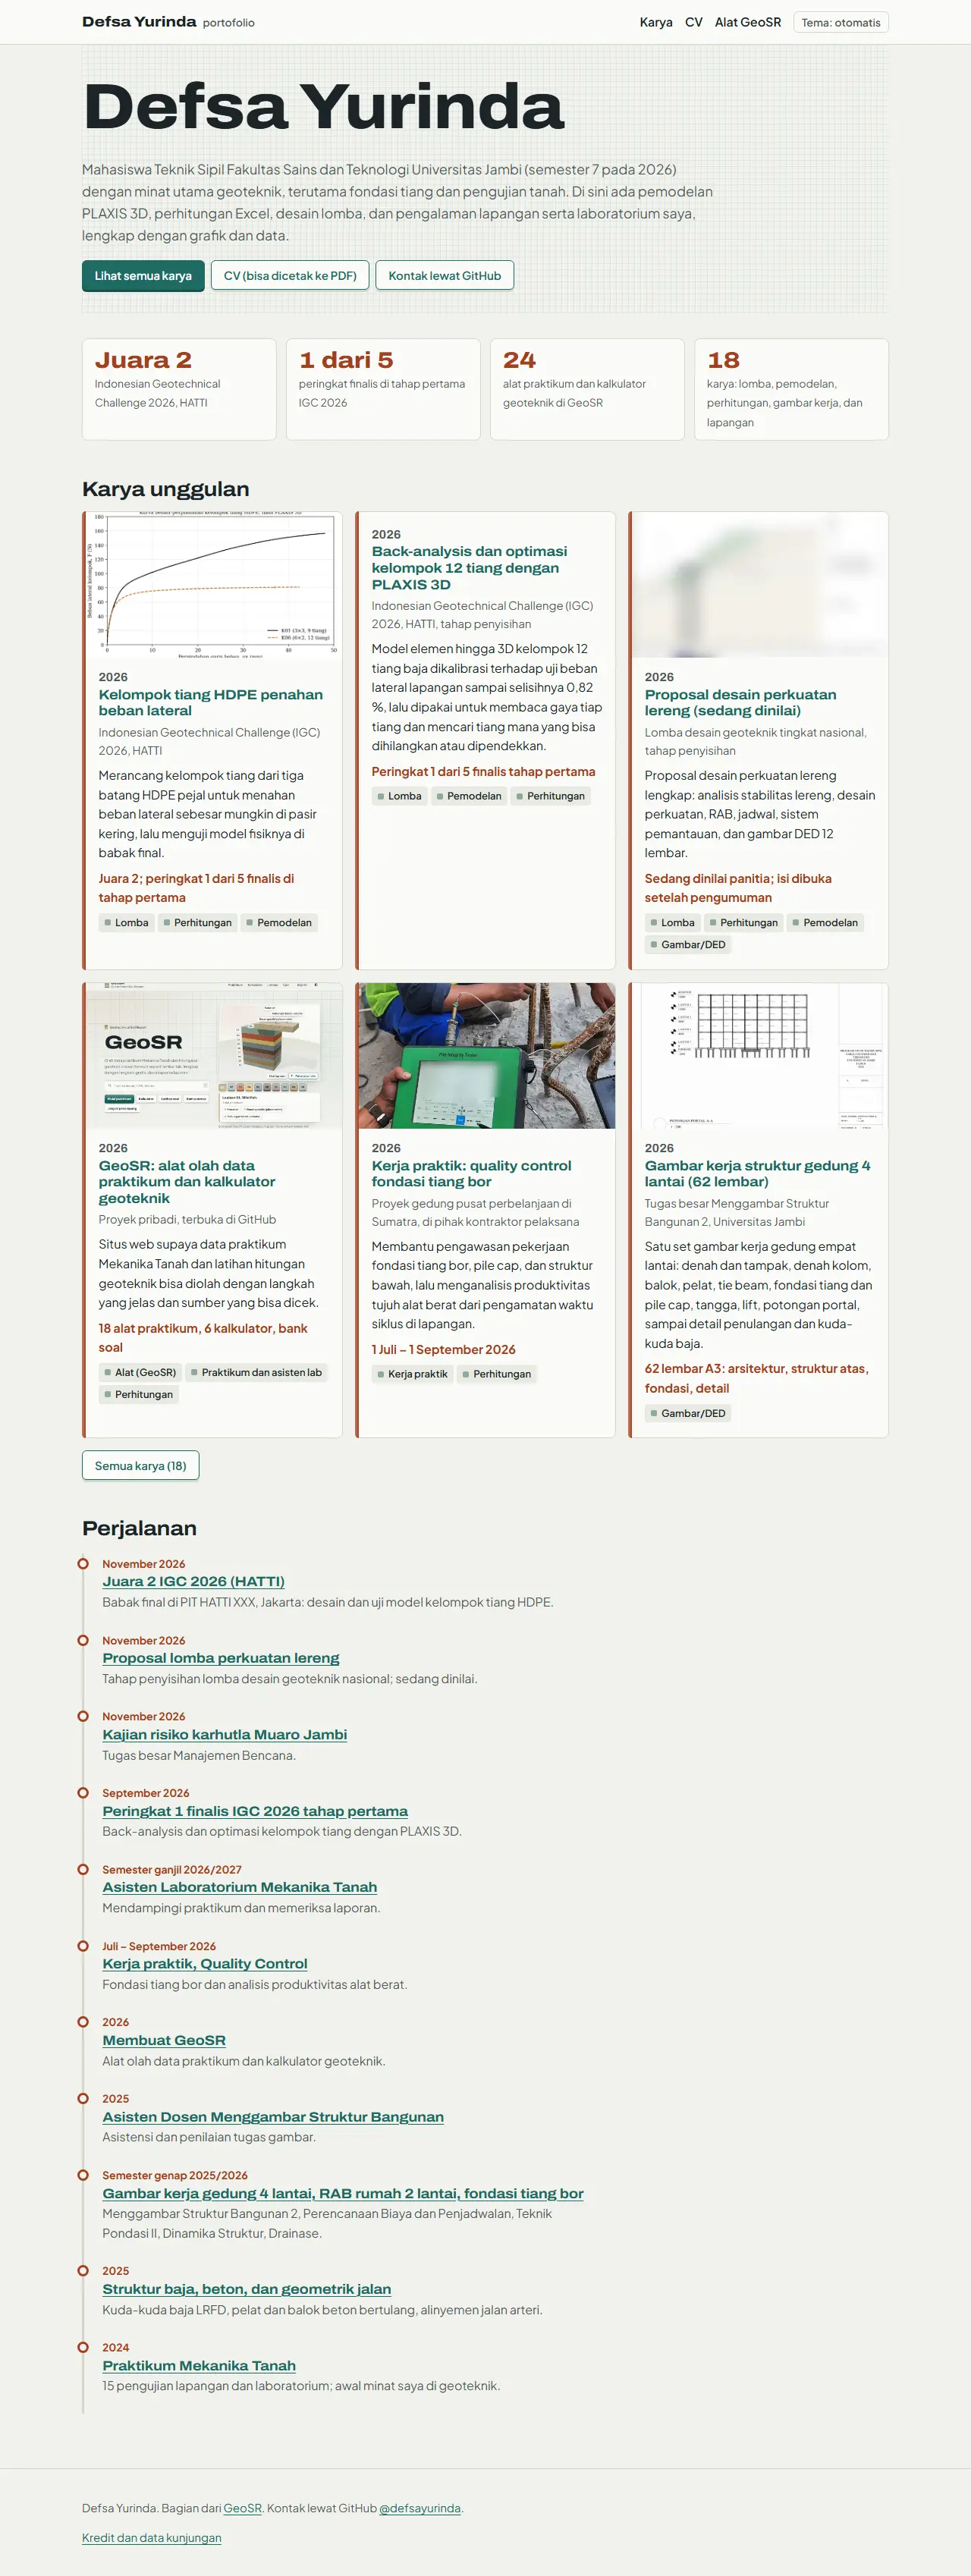 Defsa Yurinda portofolio
Karya CV Alat GeoSR Tema: otomatis
Defsa Yurinda
Mahasiswa Teknik Sipil Fakultas Sains dan Teknologi Universitas Jambi (semester 7 pada 2026)
dengan minat utama geoteknik, terutama fondasi tiang dan pengujian tanah. Di sini ada pemodelan
PLAXIS 3D, perhitungan Excel, desain lomba, dan pengalaman lapangan serta laboratorium saya,
lengkap dengan grafik dan data.
Lihat semua karya
CV (bisa dicetak ke PDF)
Kontak lewat GitHub
Juara 2
Indonesian Geotechnical
Challenge 2026, HATTI
1 dari 5
peringkat finalis di tahap pertama
IGC 2026
24
alat praktikum dan kalkulator
geoteknik di GeoSR
18
karya: lomba, pemodelan,
perhitungan, gambar kerja, dan
lapangan
Karya unggulan
180
160
140
120
100
80
60
40
20
0
0 10 20 30 40 50
K05 (3×3, 9 tiang)
K06 (6×2, 12 tiang)
2026
Kelompok tiang HDPE penahan
beban lateral
Indonesian Geotechnical Challenge (IGC)
2026, HATTI
Merancang kelompok tiang dari tiga
batang HDPE pejal untuk menahan
beban lateral sebesar mungkin di pasir
kering, lalu menguji model fisiknya di
babak final.
Juara 2; peringkat 1 dari 5 finalis di
tahap pertama
Lomba Perhitungan Pemodelan
2026
Back-analysis dan optimasi
kelompok 12 tiang dengan
PLAXIS 3D
Indonesian Geotechnical Challenge (IGC)
2026, HATTI, tahap penyisihan
Model elemen hingga 3D kelompok 12
tiang baja dikalibrasi terhadap uji beban
lateral lapangan sampai selisihnya 0,82
%, lalu dipakai untuk membaca gaya tiap
tiang dan mencari tiang mana yang bisa
dihilangkan atau dipendekkan.
Peringkat 1 dari 5 finalis tahap pertama
Lomba Pemodelan Perhitungan
2026
Proposal desain perkuatan
lereng (sedang dinilai)
Lomba desain geoteknik tingkat nasional,
tahap penyisihan
Proposal desain perkuatan lereng
lengkap: analisis stabilitas lereng, desain
perkuatan, RAB, jadwal, sistem
pemantauan, dan gambar DED 12
lembar.
Sedang dinilai panitia; isi dibuka
setelah pengumuman
Lomba Perhitungan Pemodelan
Gambar/DED
GeoSR
2026
GeoSR: alat olah data
praktikum dan kalkulator
geoteknik
Proyek pribadi, terbuka di GitHub
Situs web supaya data praktikum
Mekanika Tanah dan latihan hitungan
geoteknik bisa diolah dengan langkah
yang jelas dan sumber yang bisa dicek.
18 alat praktikum, 6 kalkulator, bank
soal
Alat (GeoSR) Praktikum dan asisten lab
Perhitungan
2026
Kerja praktik: quality control
fondasi tiang bor
Proyek gedung pusat perbelanjaan di
Sumatra, di pihak kontraktor pelaksana
Membantu pengawasan pekerjaan
fondasi tiang bor, pile cap, dan struktur
bawah, lalu menganalisis produktivitas
tujuh alat berat dari pengamatan waktu
siklus di lapangan.
1 Juli – 1 September 2026
Kerja praktik Perhitungan
2026
Gambar kerja struktur gedung 4
lantai (62 lembar)
Tugas besar Menggambar Struktur
Bangunan 2, Universitas Jambi
Satu set gambar kerja gedung empat
lantai: denah dan tampak, denah kolom,
balok, pelat, tie beam, fondasi tiang dan
pile cap, tangga, lift, potongan portal,
sampai detail penulangan dan kuda-
kuda baja.
62 lembar A3: arsitektur, struktur atas,
fondasi, detail
Gambar/DED
Semua karya (18)
Perjalanan
November 2026
Juara 2 IGC 2026 (HATTI)
Babak final di PIT HATTI XXX, Jakarta: desain dan uji model kelompok tiang HDPE.
November 2026
Proposal lomba perkuatan lereng
Tahap penyisihan lomba desain geoteknik nasional; sedang dinilai.
November 2026
Kajian risiko karhutla Muaro Jambi
Tugas besar Manajemen Bencana.
September 2026
Peringkat 1 finalis IGC 2026 tahap pertama
Back-analysis dan optimasi kelompok tiang dengan PLAXIS 3D.
Semester ganjil 2026/2027
Asisten Laboratorium Mekanika Tanah
Mendampingi praktikum dan memeriksa laporan.
Juli – September 2026
Kerja praktik, Quality Control
Fondasi tiang bor dan analisis produktivitas alat berat.
2026
Membuat GeoSR
Alat olah data praktikum dan kalkulator geoteknik.
2025
Asisten Dosen Menggambar Struktur Bangunan
Asistensi dan penilaian tugas gambar.
Semester genap 2025/2026
Gambar kerja gedung 4 lantai, RAB rumah 2 lantai, fondasi tiang bor
Menggambar Struktur Bangunan 2, Perencanaan Biaya dan Penjadwalan, Teknik
Pondasi II, Dinamika Struktur, Drainase.
2025
Struktur baja, beton, dan geometrik jalan
Kuda-kuda baja LRFD, pelat dan balok beton bertulang, alinyemen jalan arteri.
2024
Praktikum Mekanika Tanah
15 pengujian lapangan dan laboratorium; awal minat saya di geoteknik.
Defsa Yurinda. Bagian dari GeoSR. Kontak lewat GitHub @defsayurinda.
Kredit dan data kunjungan